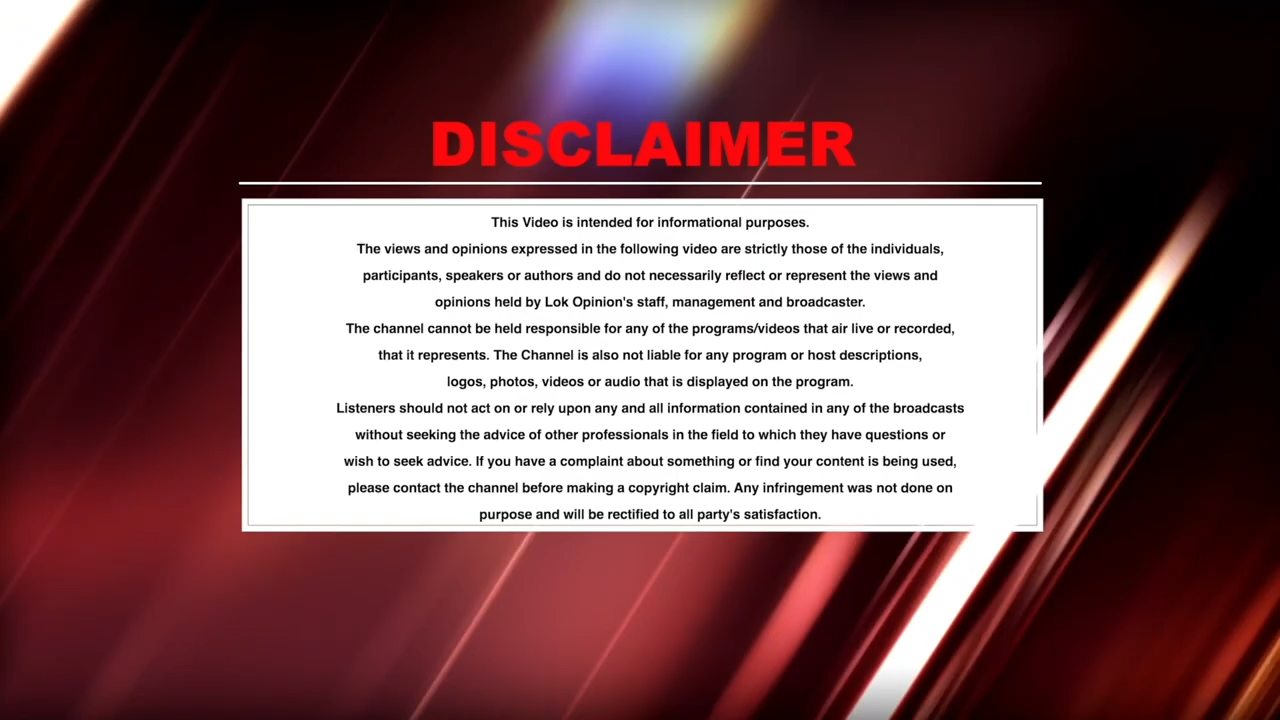 DISCLAIMER
This Video is intended for informational purposes.
The views and opinions expressed in the following video are strictly those of the individuals,
participants, speakers or authors and do not necessarily reflect or represent the views and
opinions held by Lok Opinion's staff, management and broadcaster.
The channel cannot be held responsible for any of the programs/videos that air live or recorded,
that it represents. The Channel is also not liable for any program or host descriptions,
logos, photos, videos or audio that is displayed on the program.
Listeners should not act on or rely upon any and all information contained in any of the broadcasts
without seeking the advice of other professionals in the field to which they have questions or
wish to seek advice. If you have a complaint about something or find your content is being used,
please contact the channel before making a copyright claim. Any infringement was not done on
purpose and will be rectified to all party's satisfaction.